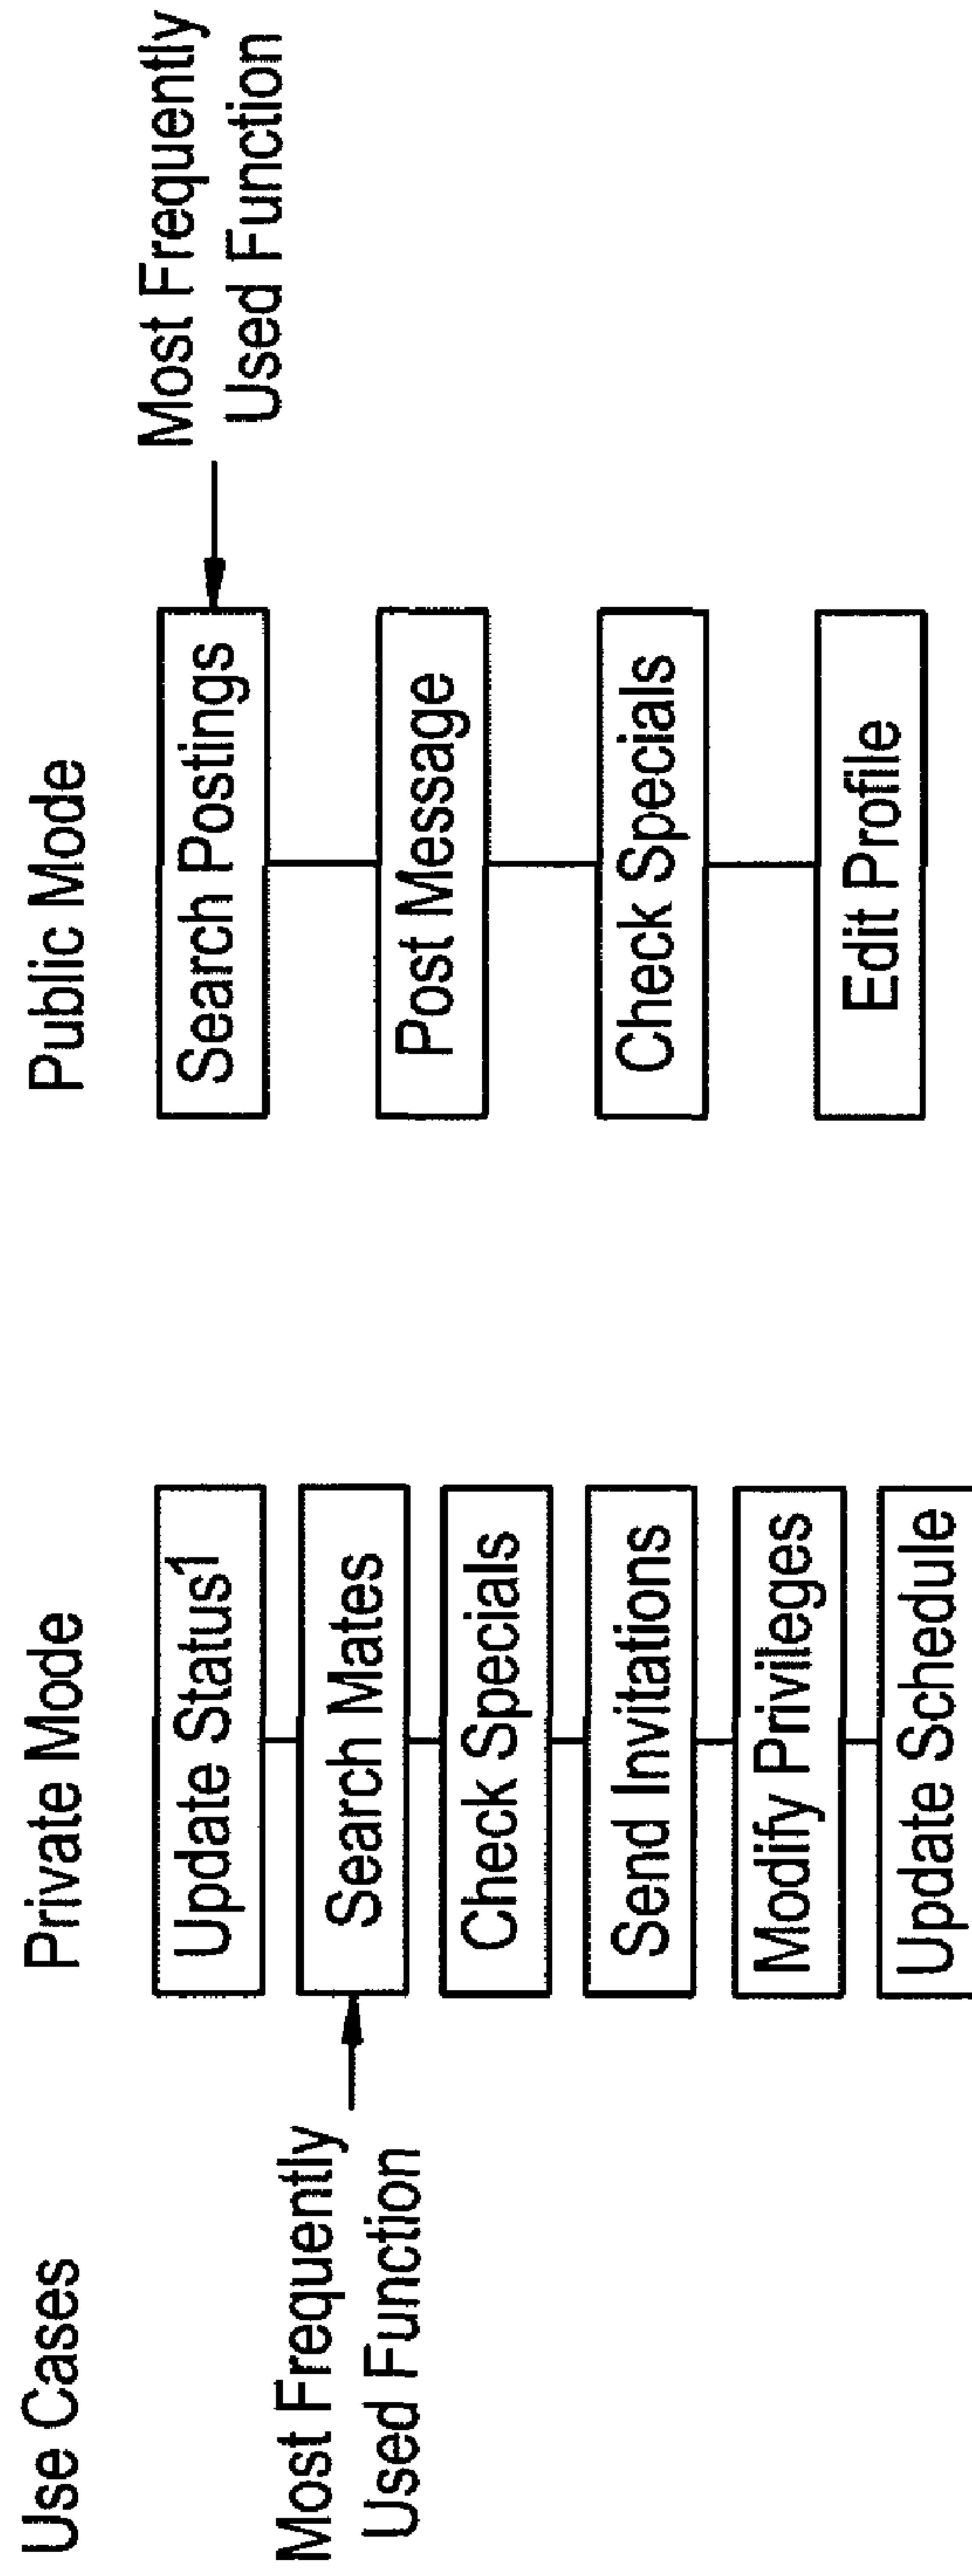 Use Cases
Private Mode
Update Status1
Most Frequently
Used Function
Search Mates
Check Specials
Send Invitations
Modify Privileges
Update Schedule
Public Mode
Search Postings
Most Frequently
Used Function
Post Message
Check Specials
Edit Profile